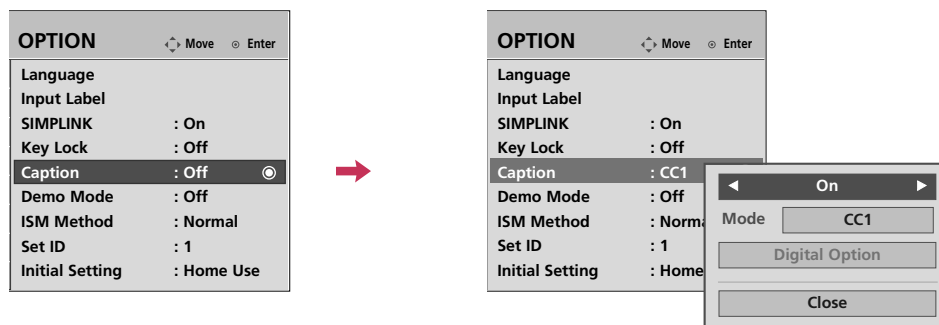 OPTION Move Enter
Language
Input Label
SIMPLINK : On
Key Lock : Off
Caption : Off
Demo Mode : Off
ISM Method : Normal
Set ID : 1
Initial Setting : Home Use
OPTION Move Enter
Language
Input Label
SIMPLINK : On
Key Lock : Off
Caption : CC1
Demo Mode : Off
ISM Method : Norma
Set ID : 1
Initial Setting : Home
On
Mode CC1
Digital Option
Close